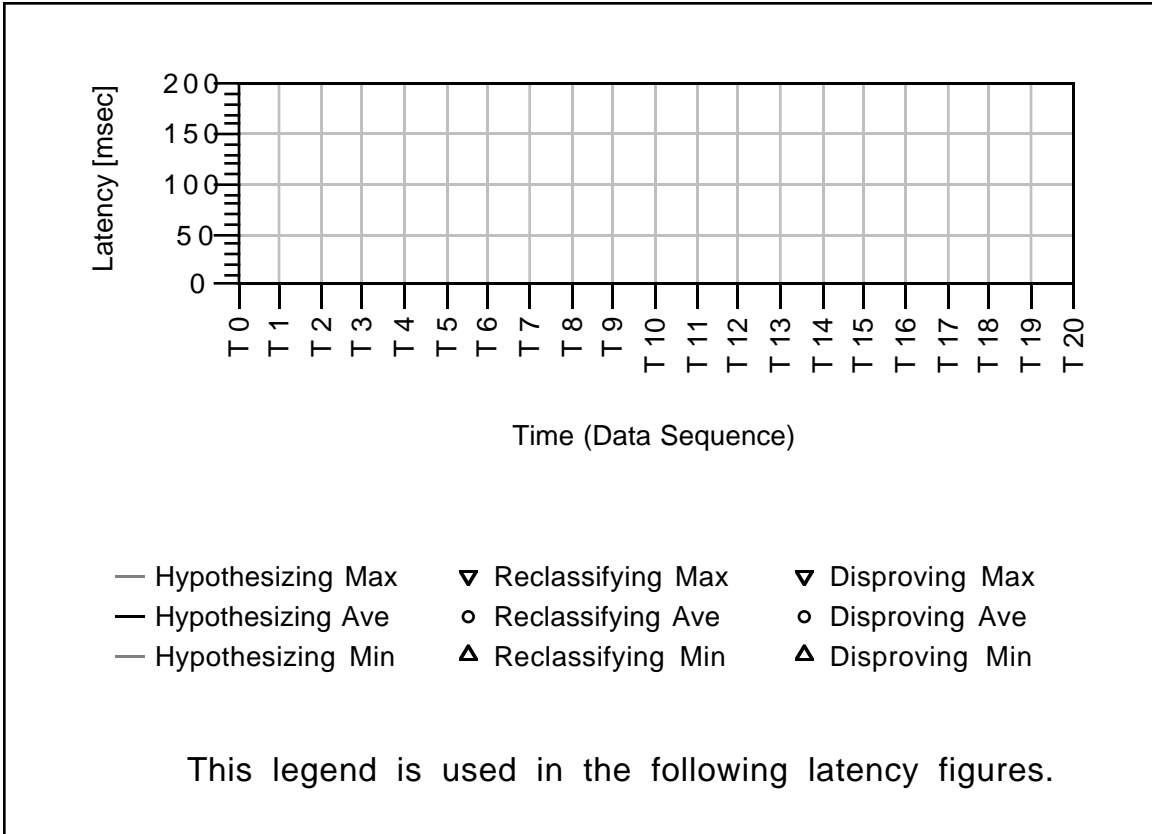 200
150
100
50
0
Latency [msec]
T 0
T 1
T 2
T 3
T 4
T 5
T 6
T 7
T 8
T 9
T 10
T 11
T 12
T 13
T 14
T 15
T 16
T 17
T 18
T 19
T 20
Time (Data Sequence)
Hypothesizing Max
Reclassifying Max
Disproving Max
Hypothesizing Ave
Reclassifying Ave
Disproving Ave
Hypothesizing Min
Reclassifying Min
Disproving Min
This legend is used in the following latency figures.